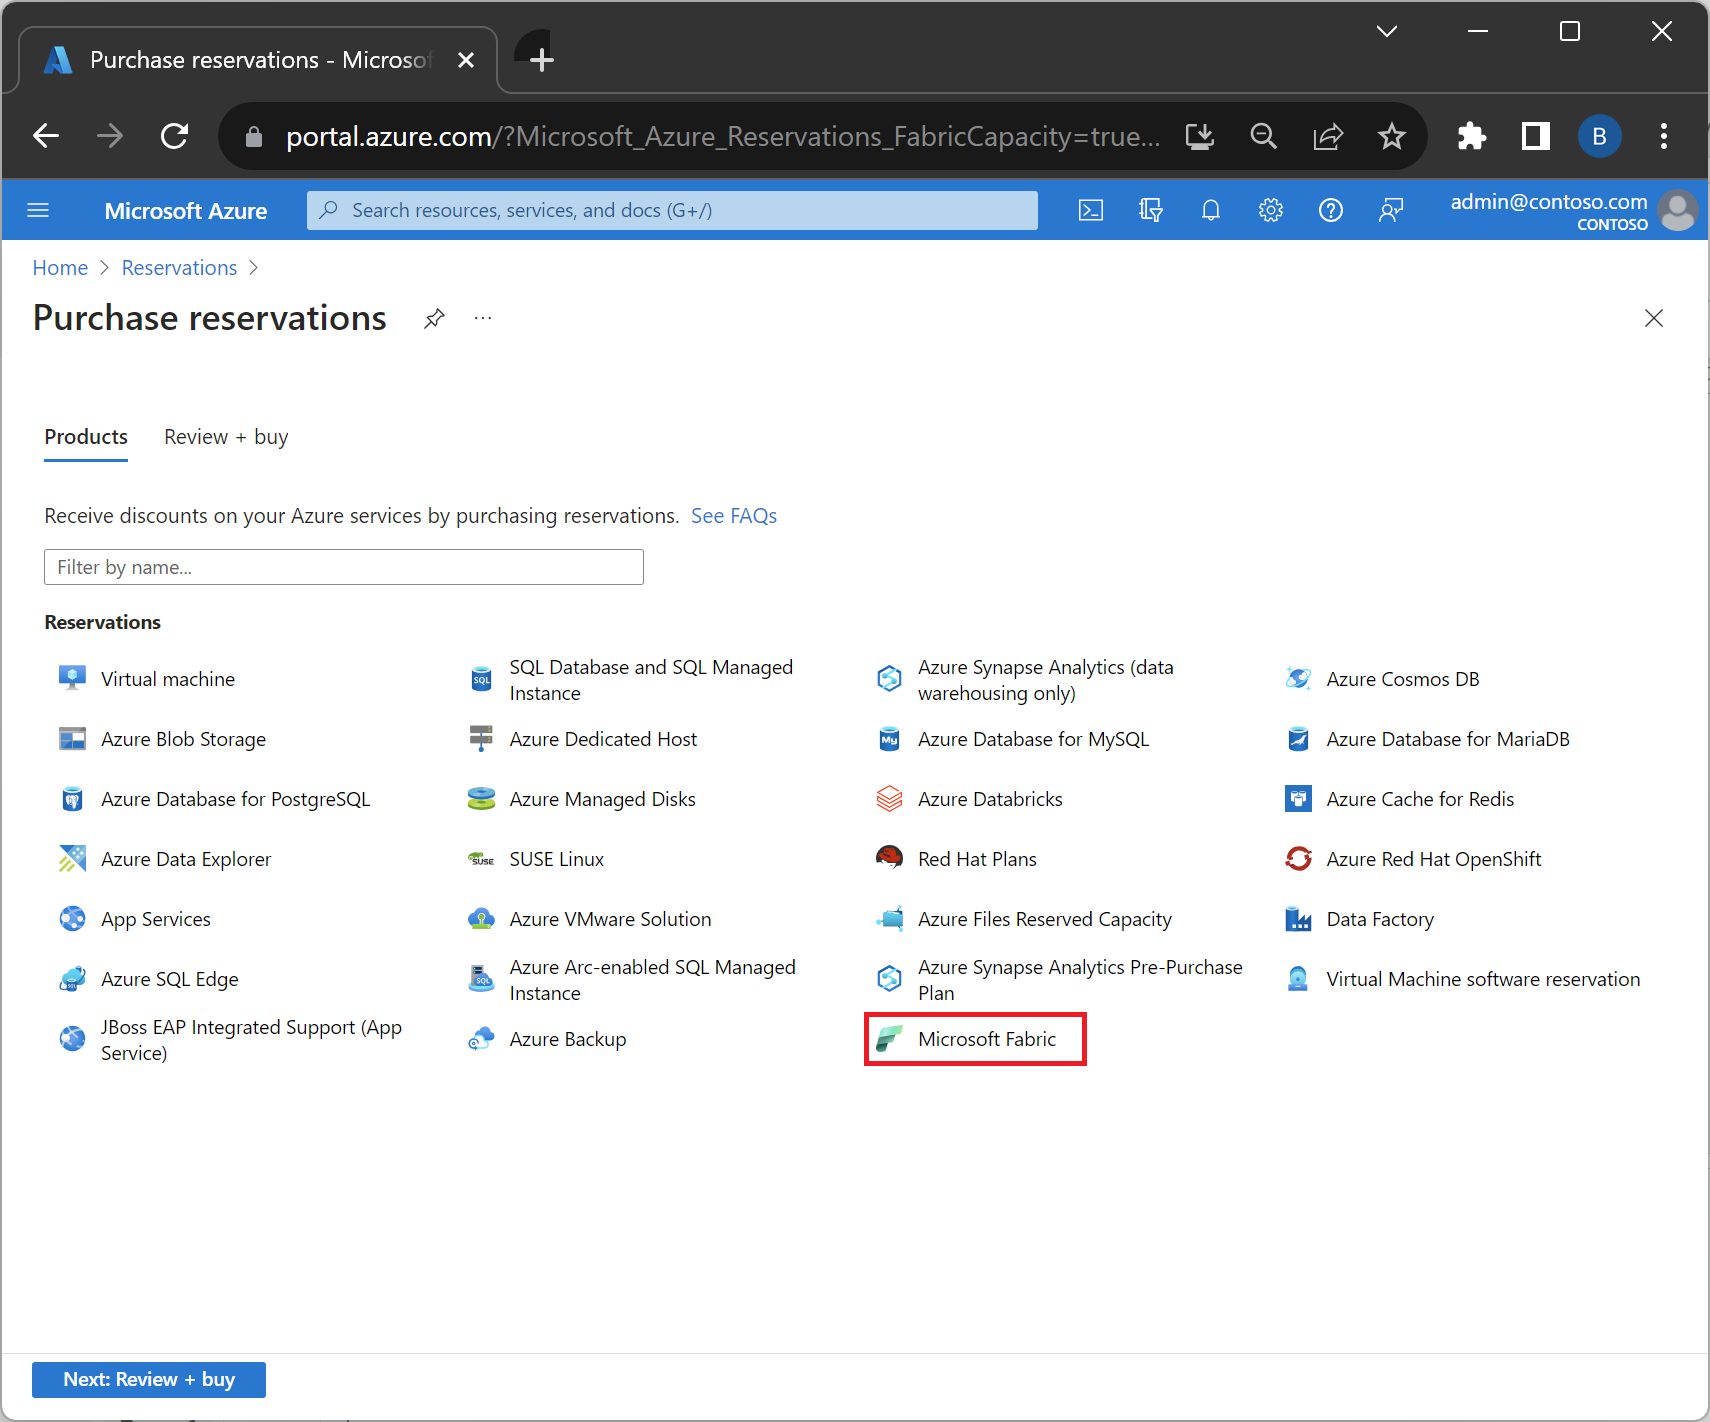 Purchase reservations - Microsof
portal.azure.com/?Microsoft_Azure_Reservations_FabricCapacity=true...
B
Microsoft Azure
Search resources, services, and docs (G+/)
admin@contoso.com
CONTOSO
Home > Reservations >
Purchase reservations
Products
Review + buy
Receive discounts on your Azure services by purchasing reservations. See FAQs
Filter by name...
Reservations
Virtual machine
SQL
SQL Database and SQL Managed
Instance
Azure Synapse Analytics (data
warehousing only)
Azure Cosmos DB
Azure Blob Storage
Azure Dedicated Host
My
Azure Database for MySQL
Azure Database for MariaDB
Azure Database for PostgreSQL
Azure Managed Disks
Azure Databricks
Azure Cache for Redis
Azure Data Explorer
SUSE
SUSE Linux
Red Hat Plans
Azure Red Hat OpenShift
App Services
Azure VMware Solution
Azure Files Reserved Capacity
Data Factory
SQL
Azure SQL Edge
SQL
Azure Arc-enabled SQL Managed
Instance
Azure Synapse Analytics Pre-Purchase
Plan
Virtual Machine software reservation
JBoss EAP Integrated Support (App
Service)
Azure Backup
Microsoft Fabric
Next: Review + buy